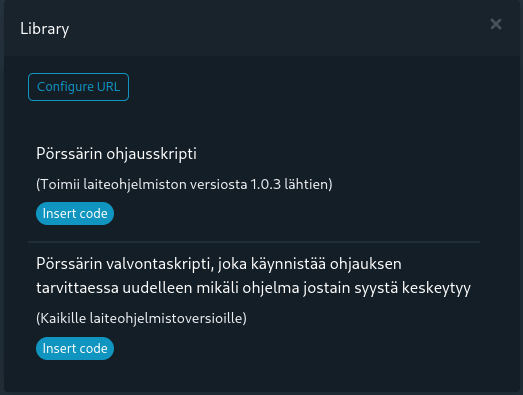 Library
Configure URL
Pörssärin ohjausskripti
(Toimii laiteohjelmiston versiosta 1.0.3 lähtien)
Insert code
Pörssärin valvontaskripti, joka käynnistää ohjauksen
tarvittaessa uudelleen mikäli ohjelma jostain syystä keskeytyy
(Kaikille laiteohjelmistoversioille)
Insert code